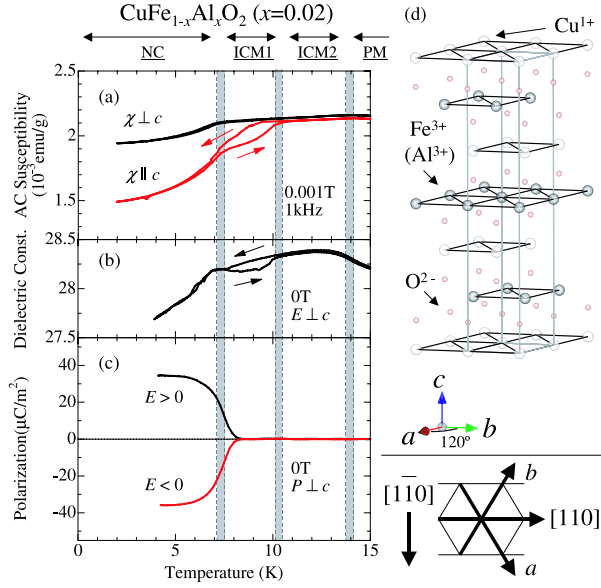 CuFe₁₋ₓAlₓO₂ (x=0.02)
NC ICM1 ICM2 PM
AC Susceptibility
(10⁻³emu/g)
2.5
2
1.5
(a)
χ⊥c
χ∥c
0.001T
1kHz
Dielectric Const.
28.5
28
27.5
(b)
0T
E⊥c
Polarization(μC/m²)
40
20
0
-20
-40
(c)
E > 0
E < 0
0T
P⊥c
0 5 10 15
Temperature (K)
(d)
Cu¹⁺
Fe³⁺
(Al³⁺)
O²⁻
c
a 120° b
b
[11̅0]
[110]
a